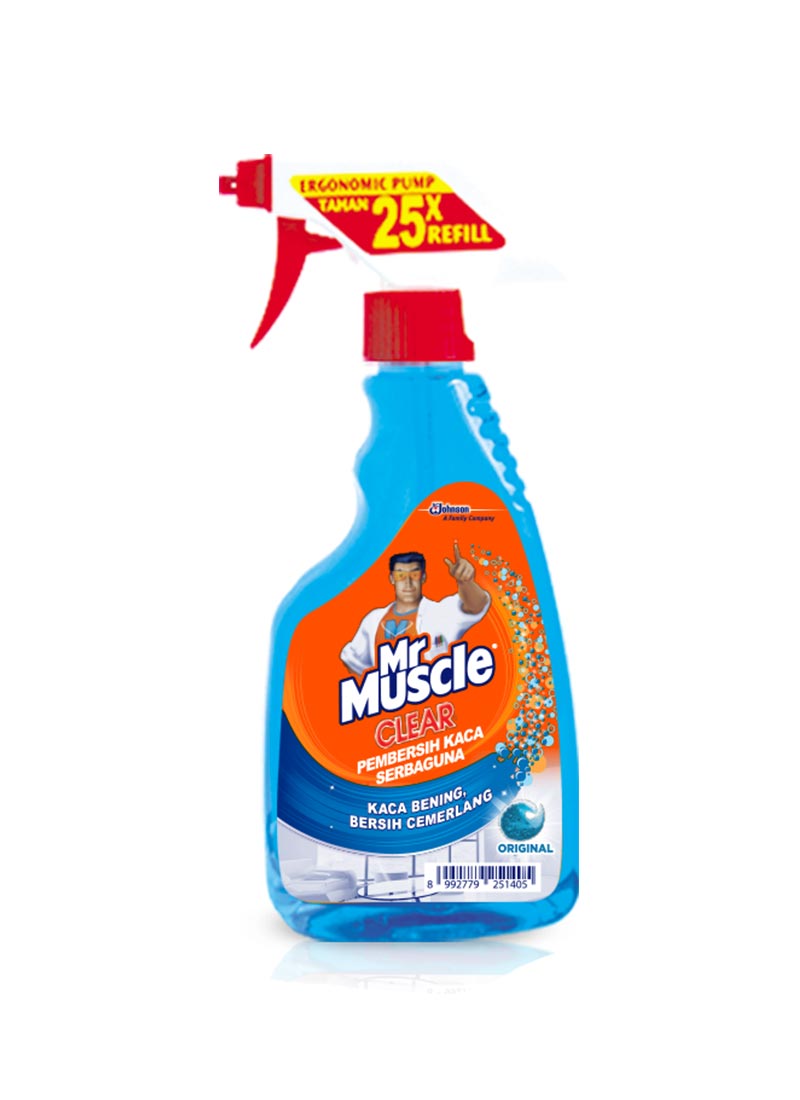 ERGONOMIC PUMP
TAHAN 25X REFILL
SC Johnson
A Family Company
Mr
Muscle®
CLEAR
PEMBERSIH KACA
SERBAGUNA
KACA BENING,
BERSIH CEMERLANG
ORIGINAL
8 992779 251405